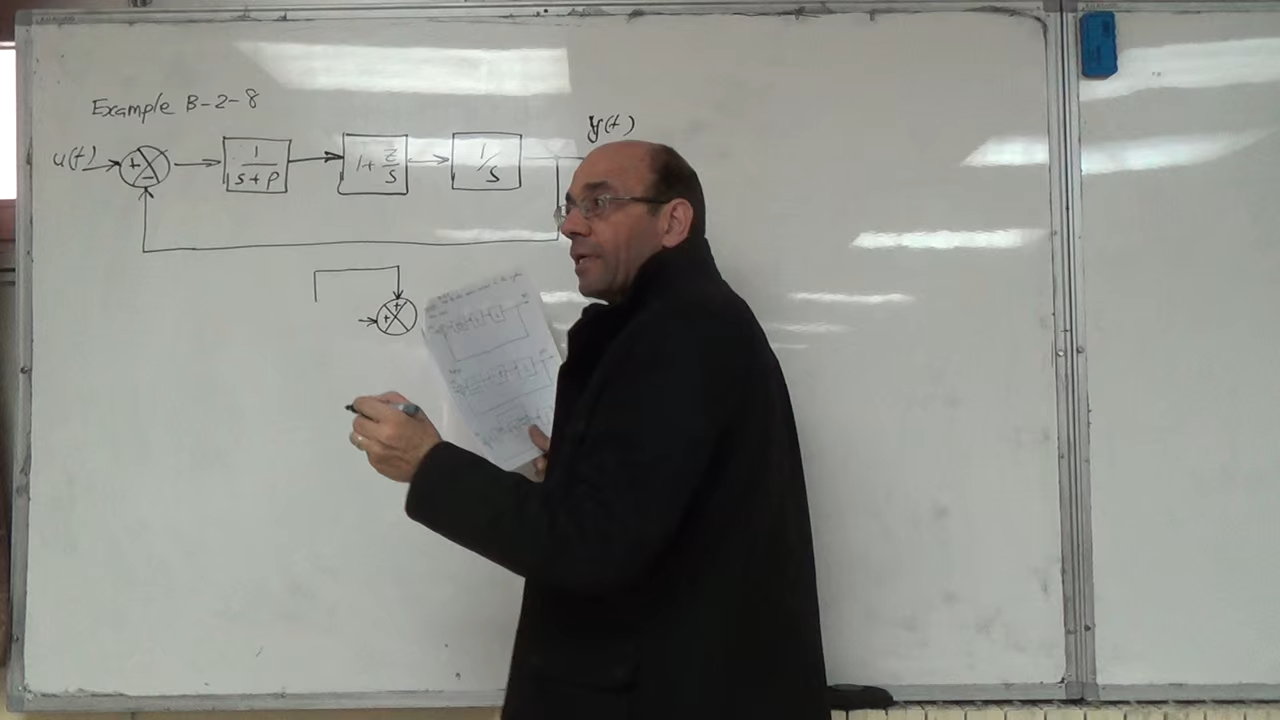 Example B-2-8
u(t) + - 1/s+p 1+z/s 1/s y(t)
+
+